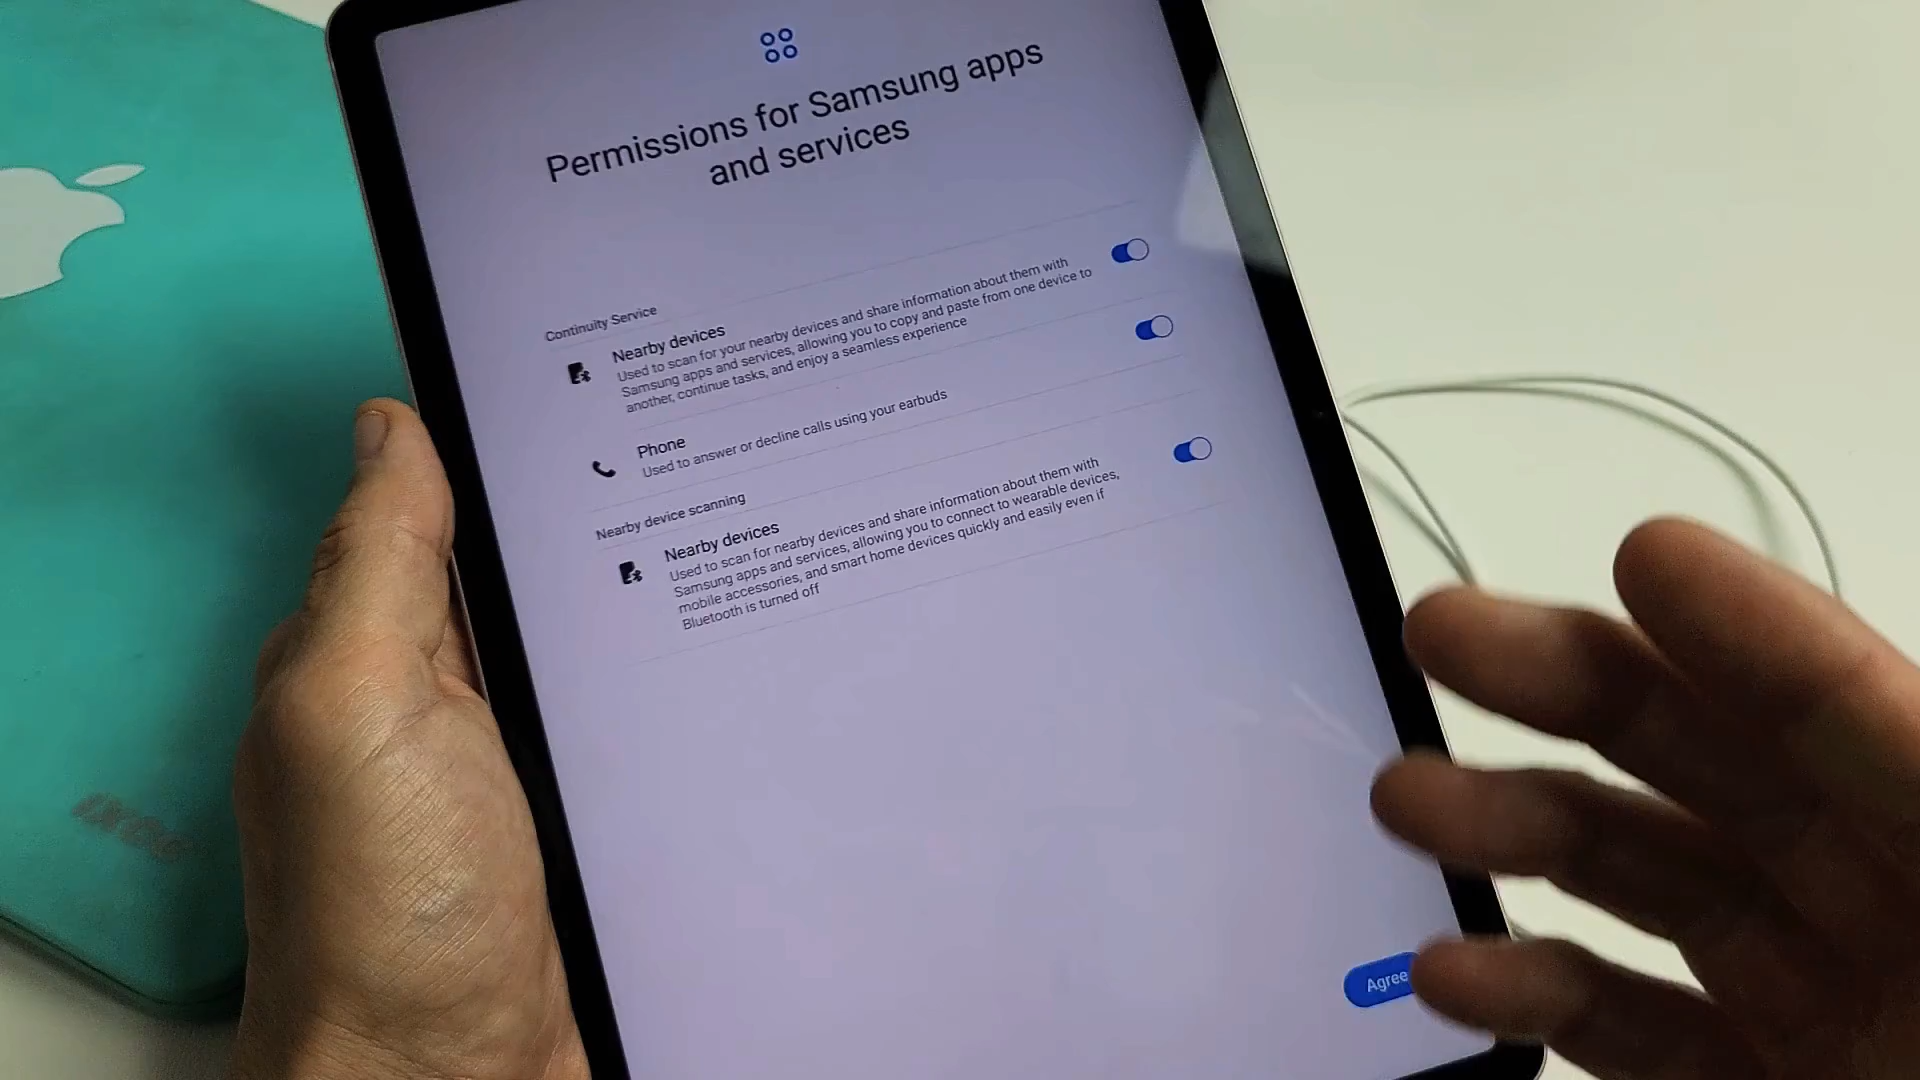 Permissions for Samsung apps
and services
Continuity Service
Nearby devices
Used to scan for your nearby devices and share information about them with
Samsung apps and services, allowing you to copy and paste from one device to
another, continue tasks, and enjoy a seamless experience
Phone
Used to answer or decline calls using your earbuds
Nearby device scanning
Nearby devices
Used to scan for nearby devices and share information about them with
Samsung apps and services, allowing you to connect to wearable devices,
mobile accessories, and smart home devices quickly and easily even if
Bluetooth is turned off
Agree